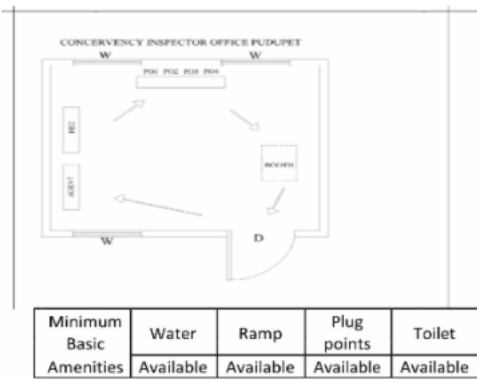 CONCERVENCY INSPECTOR OFFICE PUDUPET
W W
PO1 PO2 PO3 PO4
AGENT
BOOTH
W
D
Minimum Basic Amenities
Water
Ramp
Plug points
Toilet
Available
Available
Available
Available